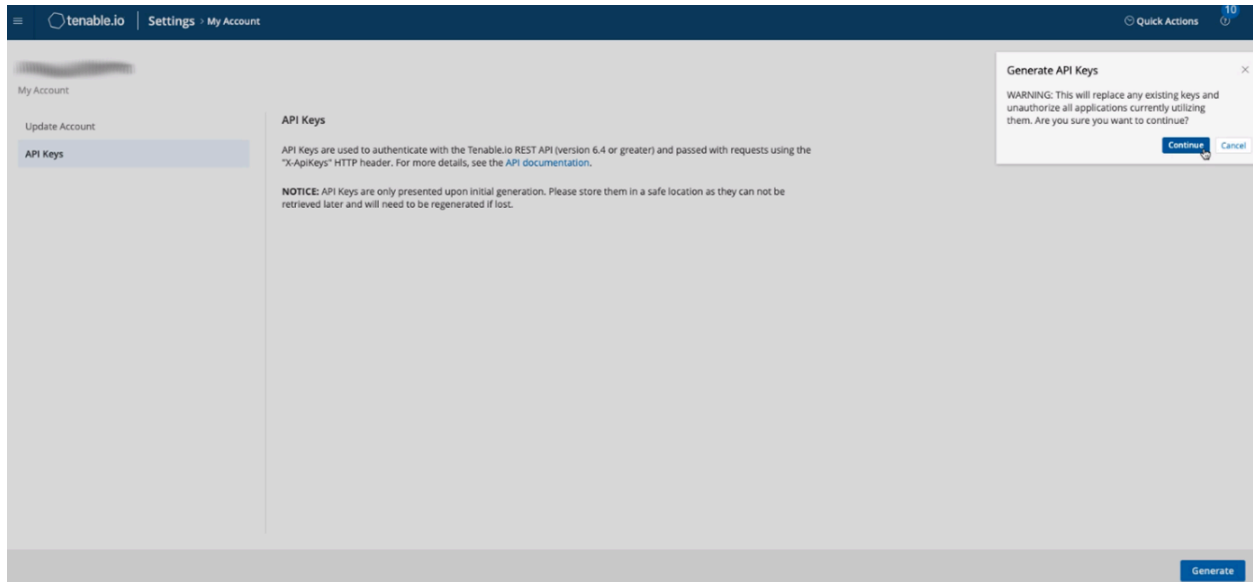 tenable.io Settings > My Account
Quick Actions
10
My Account
Update Account
API Keys
API Keys
API Keys are used to authenticate with the Tenable.io REST API (version 6.4 or greater) and passed with requests using the
"X-ApiKeys" HTTP header. For more details, see the API documentation.
NOTICE: API Keys are only presented upon initial generation. Please store them in a safe location as they can not be
retrieved later and will need to be regenerated if lost.
Generate API Keys
WARNING: This will replace any existing keys and
unauthorize all applications currently utilizing
them. Are you sure you want to continue?
Continue Cancel
Generate